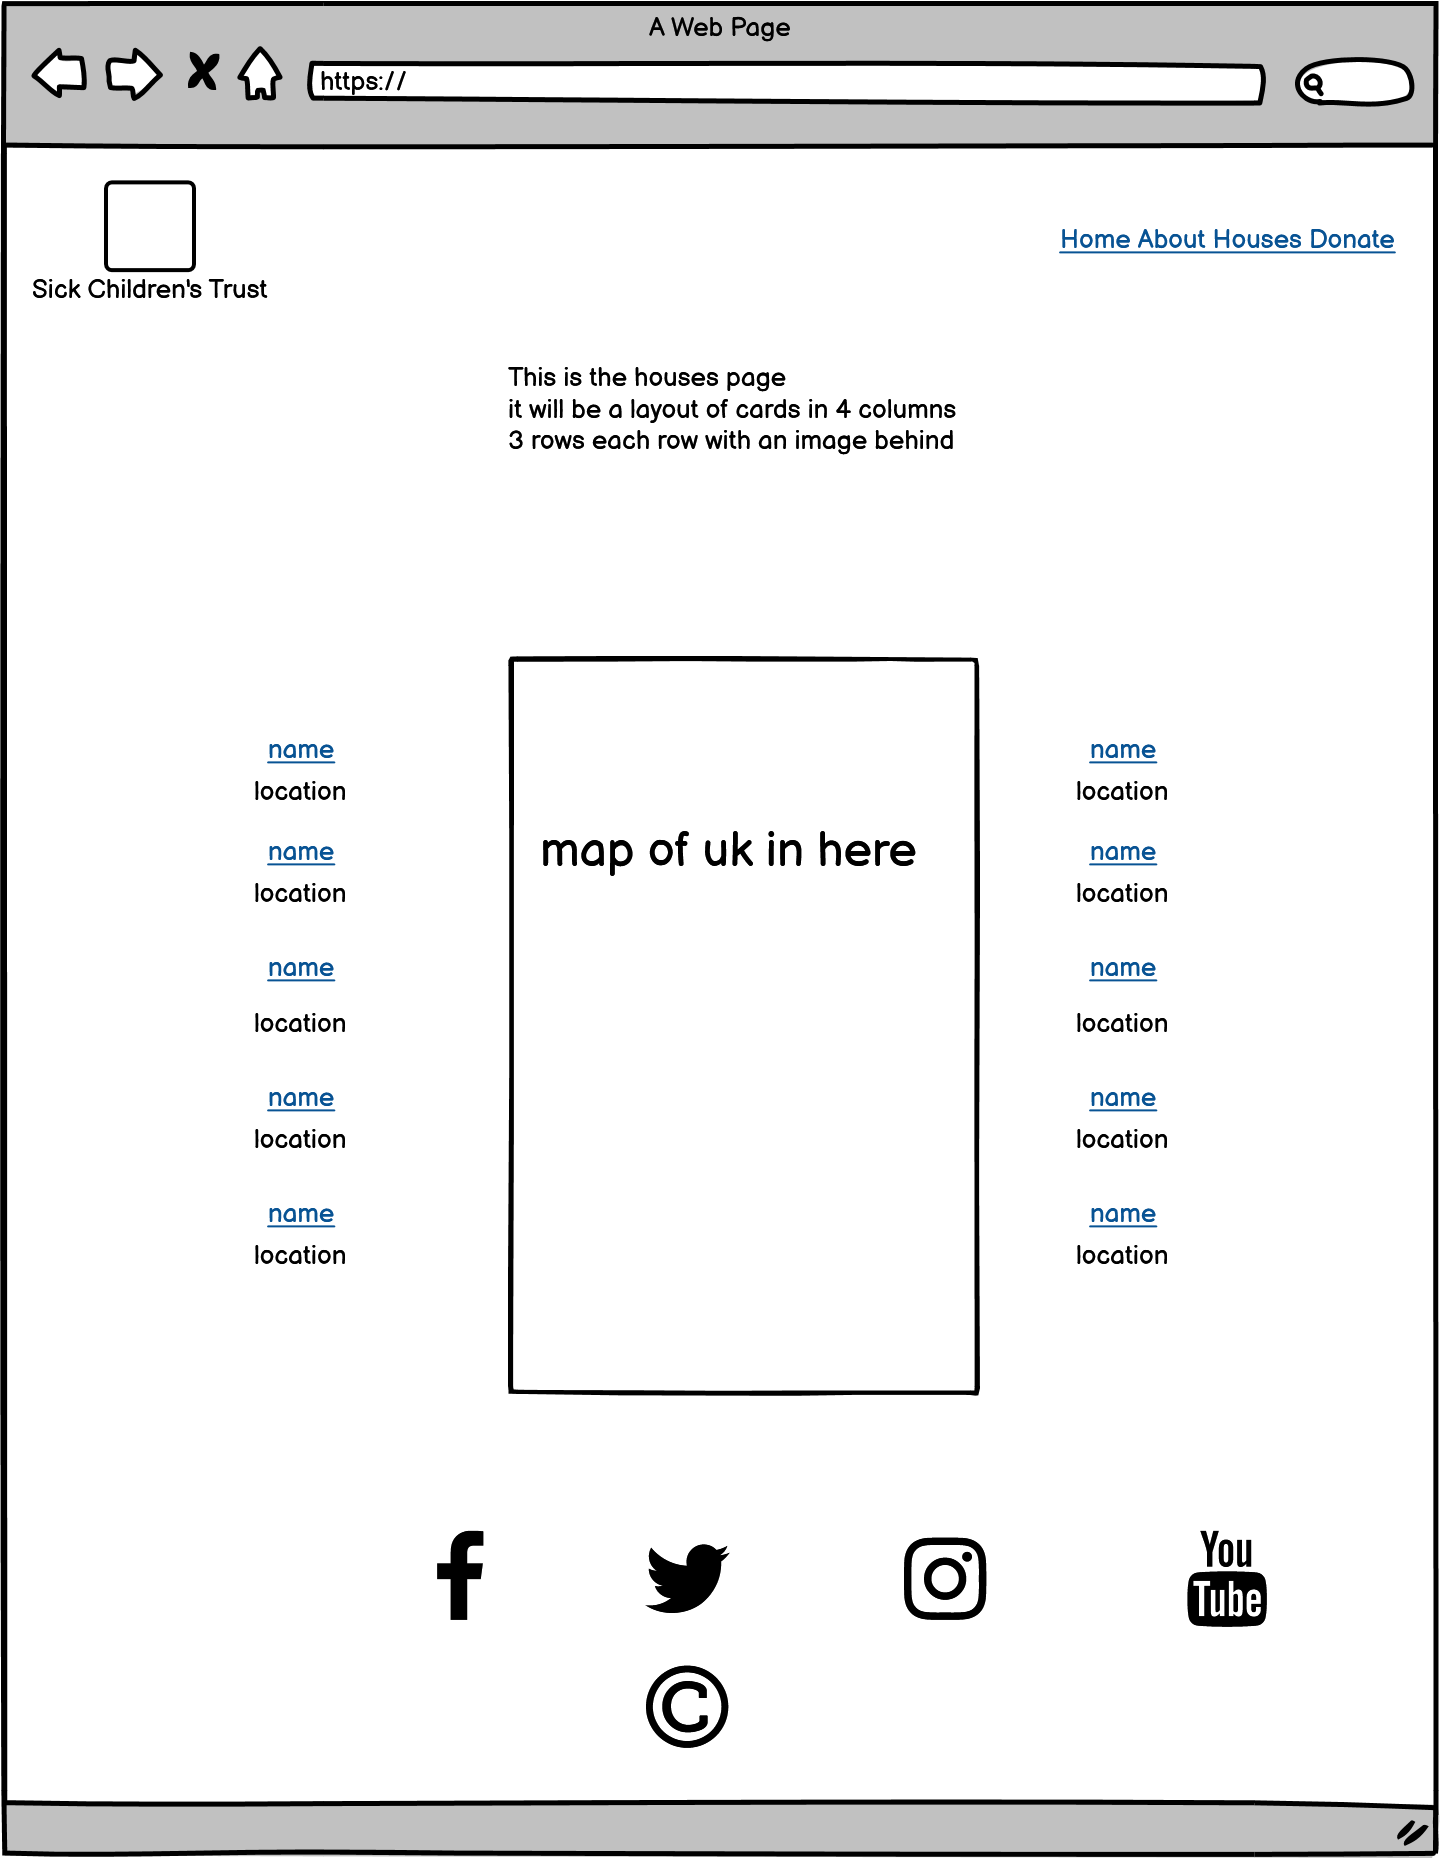 A Web Page
https://
Home About Houses Donate
Sick Children's Trust
This is the houses page
it will be a layout of cards in 4 columns
3 rows each row with an image behind
name
location
name
location
name
location
name
location
name
location
map of uk in here
name
location
name
location
name
location
name
location
name
location
You
Tube
©